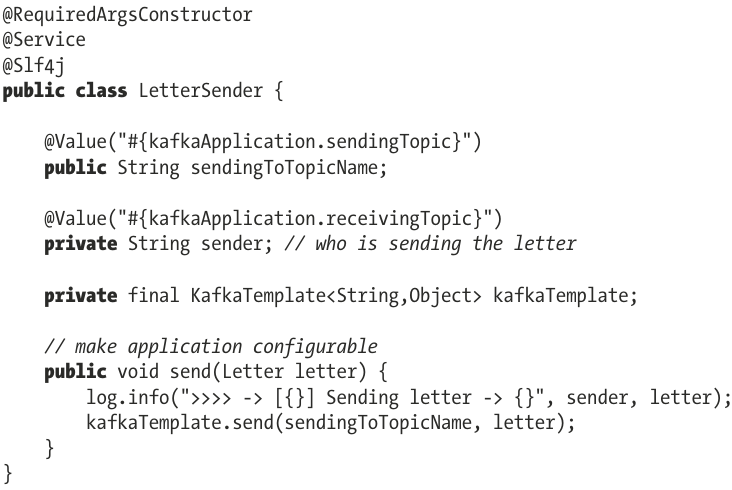 @RequiredArgsConstructor
@Service
@Slf4j
public class LetterSender {

    @Value("#{kafkaApplication.sendingTopic}")
    public String sendingToTopicName;

    @Value("#{kafkaApplication.receivingTopic}")
    private String sender; // who is sending the letter

    private final KafkaTemplate<String,Object> kafkaTemplate;

    // make application configurable
    public void send(Letter letter) {
        log.info(">>>> -> [{}] Sending letter -> {}", sender, letter);
        kafkaTemplate.send(sendingToTopicName, letter);
    }
}